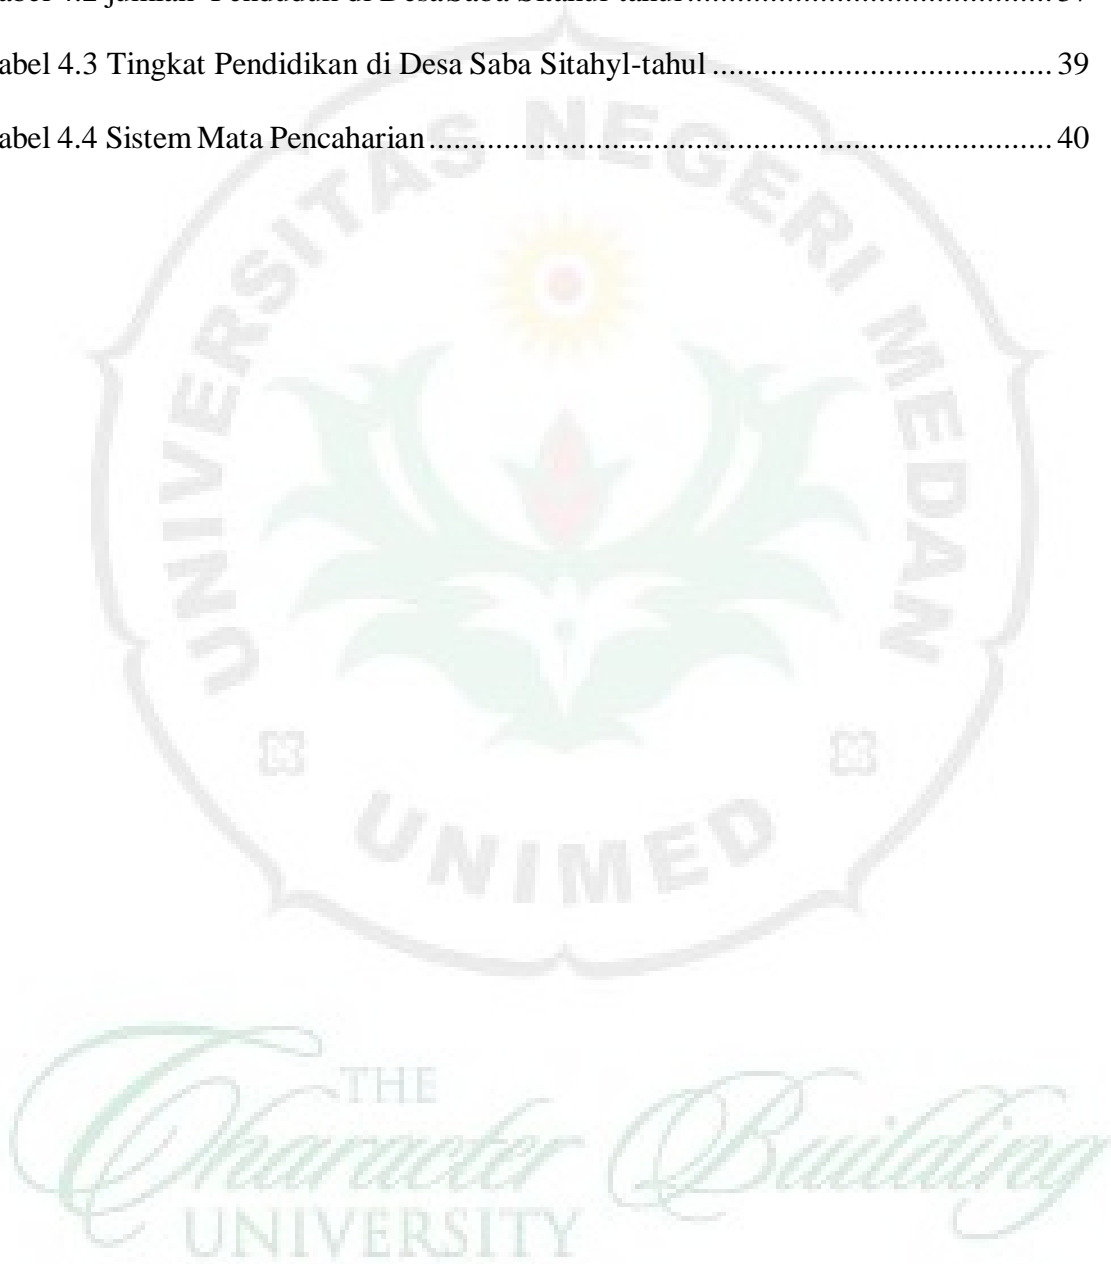 abel 4.3 Tingkat Pendidikan di Desa Saba Sitahyl-tahul .................................... 39
abel 4.4 Sistem Mata Pencaharian .................................................................. 40
UNIVERSITAS NEGERI MEDAN
UNIMED
THE
Character Building
UNIVERSITY